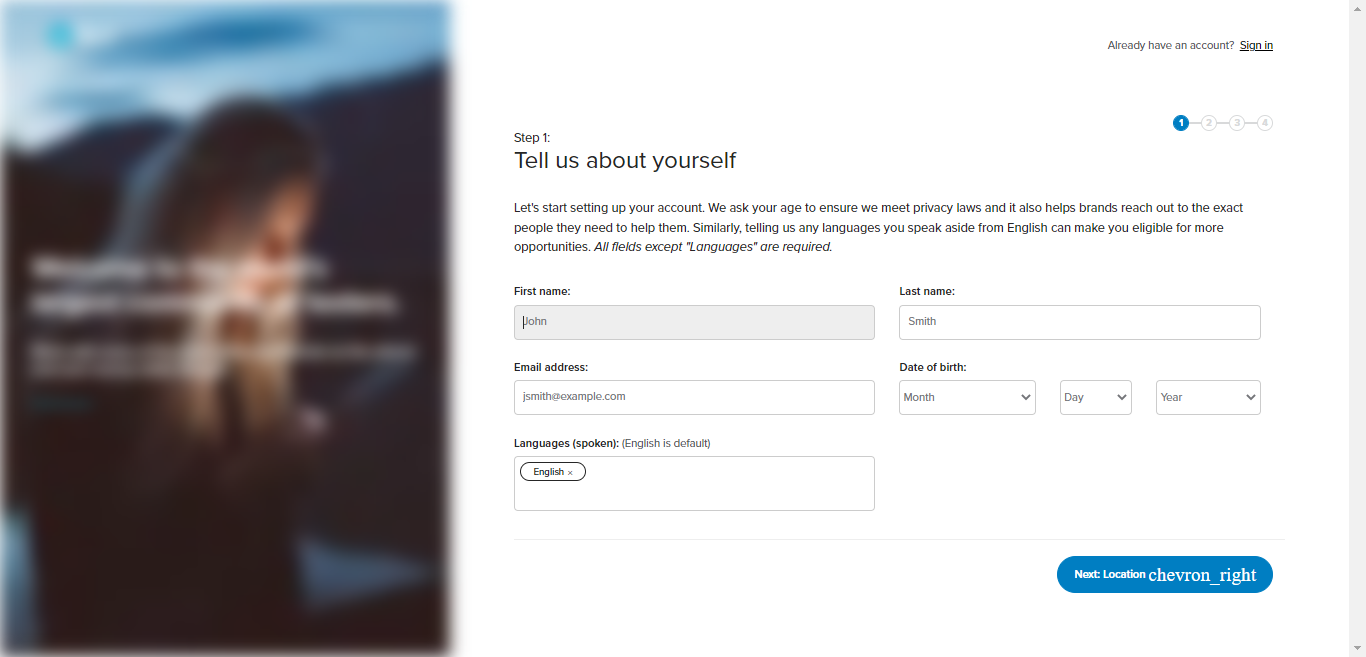 Already have an account? Sign in
1 2 3 4
Step 1:
Tell us about yourself
Let's start setting up your account. We ask your age to ensure we meet privacy laws and it also helps brands reach out to the exact
people they need to help them. Similarly, telling us any languages you speak aside from English can make you eligible for more
opportunities. All fields except "Languages" are required.
First name:
Last name:
John
Smith
Email address:
Date of birth:
jsmith@example.com
Month
Day
Year
Languages (spoken): (English is default)
English ×
Next: Location chevron_right